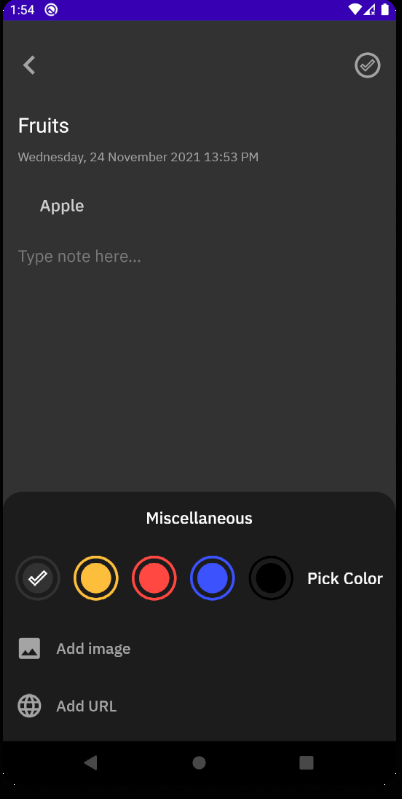 1:54
Fruits
Wednesday, 24 November 2021 13:53 PM
Apple
Type note here...
Miscellaneous
Pick Color
Add image
Add URL